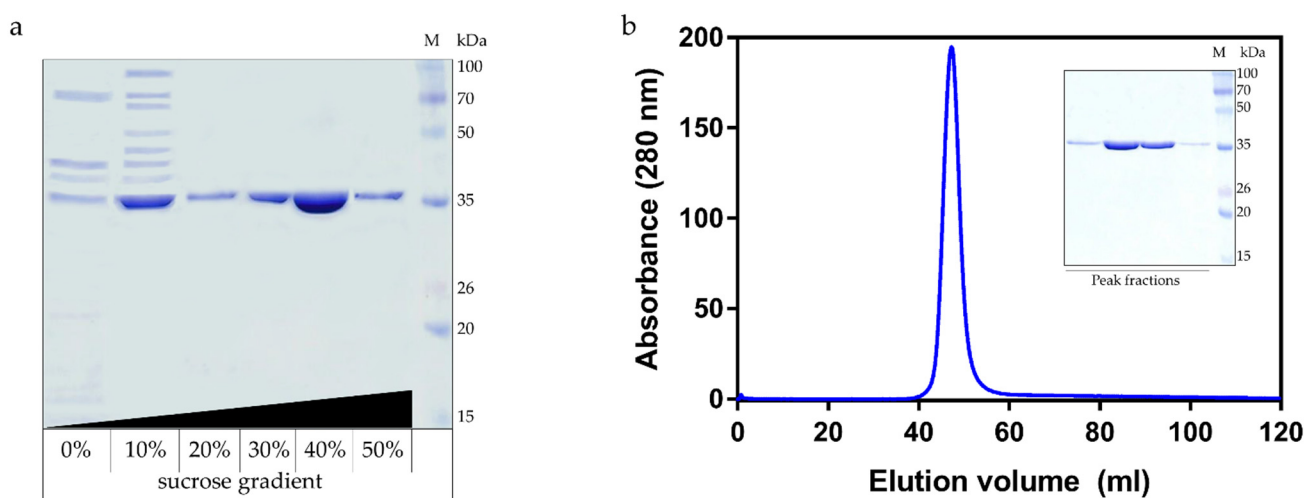 a
M kDa
100
70
50
35
26
20
15
0% 10% 20% 30% 40% 50%
sucrose gradient
b
Absorbance (280 nm)
200
150
100
50
0
0 20 40 60 80 100 120
Elution volume (ml)
M kDa
100
70
50
35
26
20
15
Peak fractions